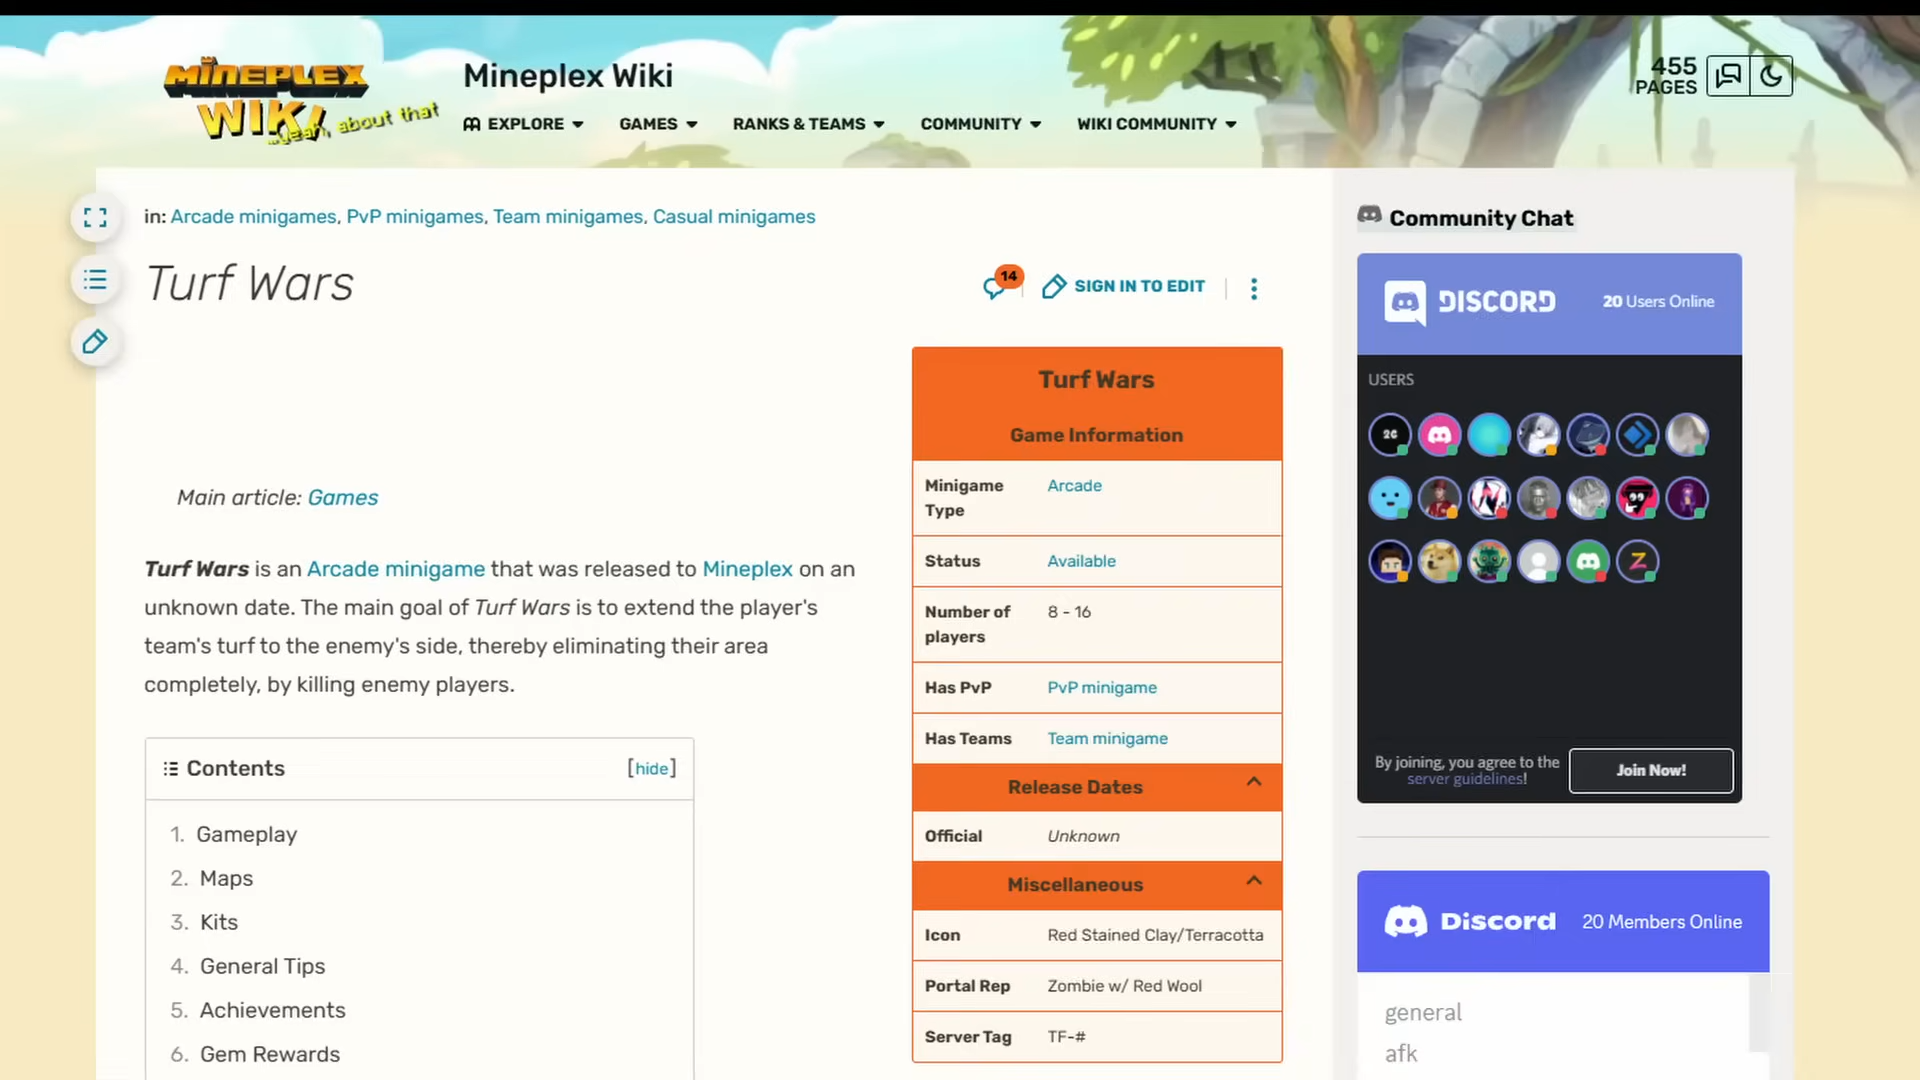 MINEPLEX
WIKI
...yeah, about that
Mineplex Wiki
EXPLORE
GAMES
RANKS & TEAMS
COMMUNITY
WIKI COMMUNITY
455
PAGES
in: Arcade minigames, PvP minigames, Team minigames, Casual minigames
Turf Wars
14
SIGN IN TO EDIT
Main article: Games
Turf Wars is an Arcade minigame that was released to Mineplex on an
unknown date. The main goal of Turf Wars is to extend the player's
team's turf to the enemy's side, thereby eliminating their area
completely, by killing enemy players.
Contents
[hide]
1. Gameplay
2. Maps
3. Kits
4. General Tips
5. Achievements
6. Gem Rewards
Turf Wars
Game Information
Minigame Type Arcade
Status Available
Number of players 8 - 16
Has PvP PvP minigame
Has Teams Team minigame
Release Dates
Official Unknown
Miscellaneous
Icon Red Stained Clay/Terracotta
Portal Rep Zombie w/ Red Wool
Server Tag TF-#
Community Chat
DISCORD
20 Users Online
USERS
By joining, you agree to the
server guidelines!
Join Now!
Discord
20 Members Online
general
afk